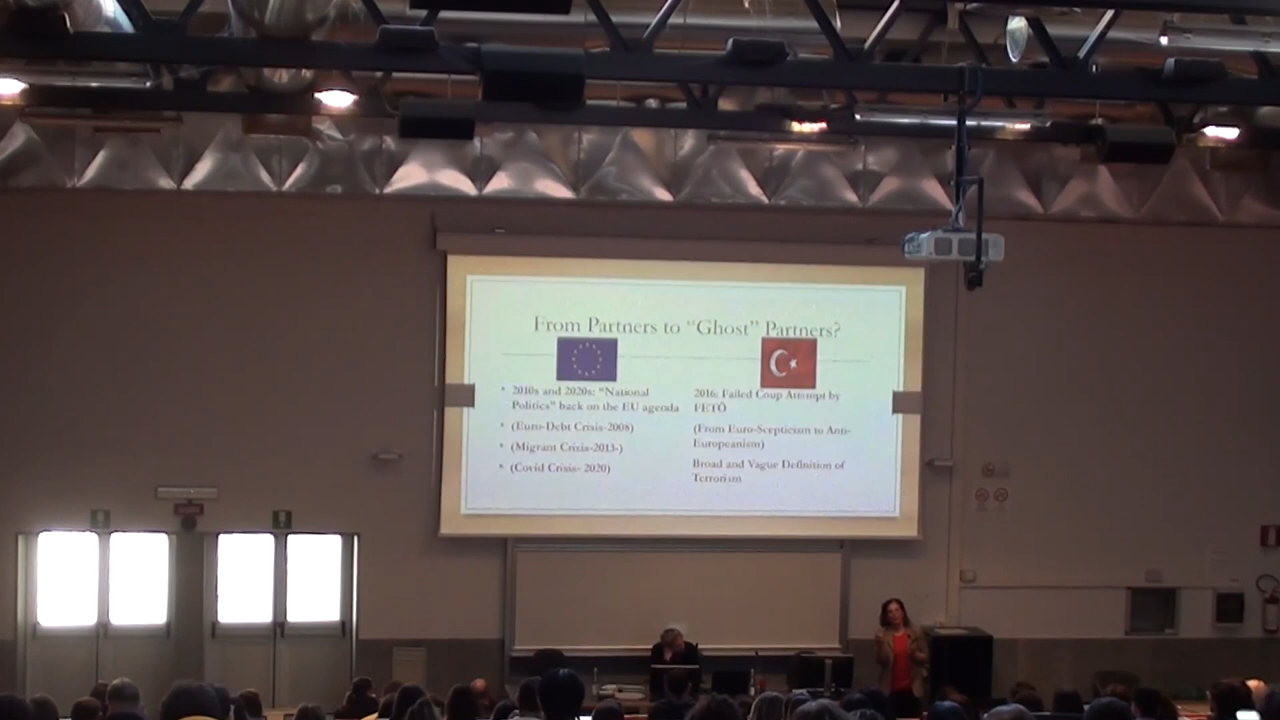 From Partners to “Ghost” Partners?
• 2010s and 2020s: “National
Politics” back on the EU agenda
• (Euro-Debt Crisis-2008)
• (Migrant Crisis-2013-)
• (Covid Crisis- 2020)
2016: Failed Coup Attempt by
FETÖ
(From Euro-Scepticism to Anti-
Europeanism)
Broad and Vague Definition of
Terrorism